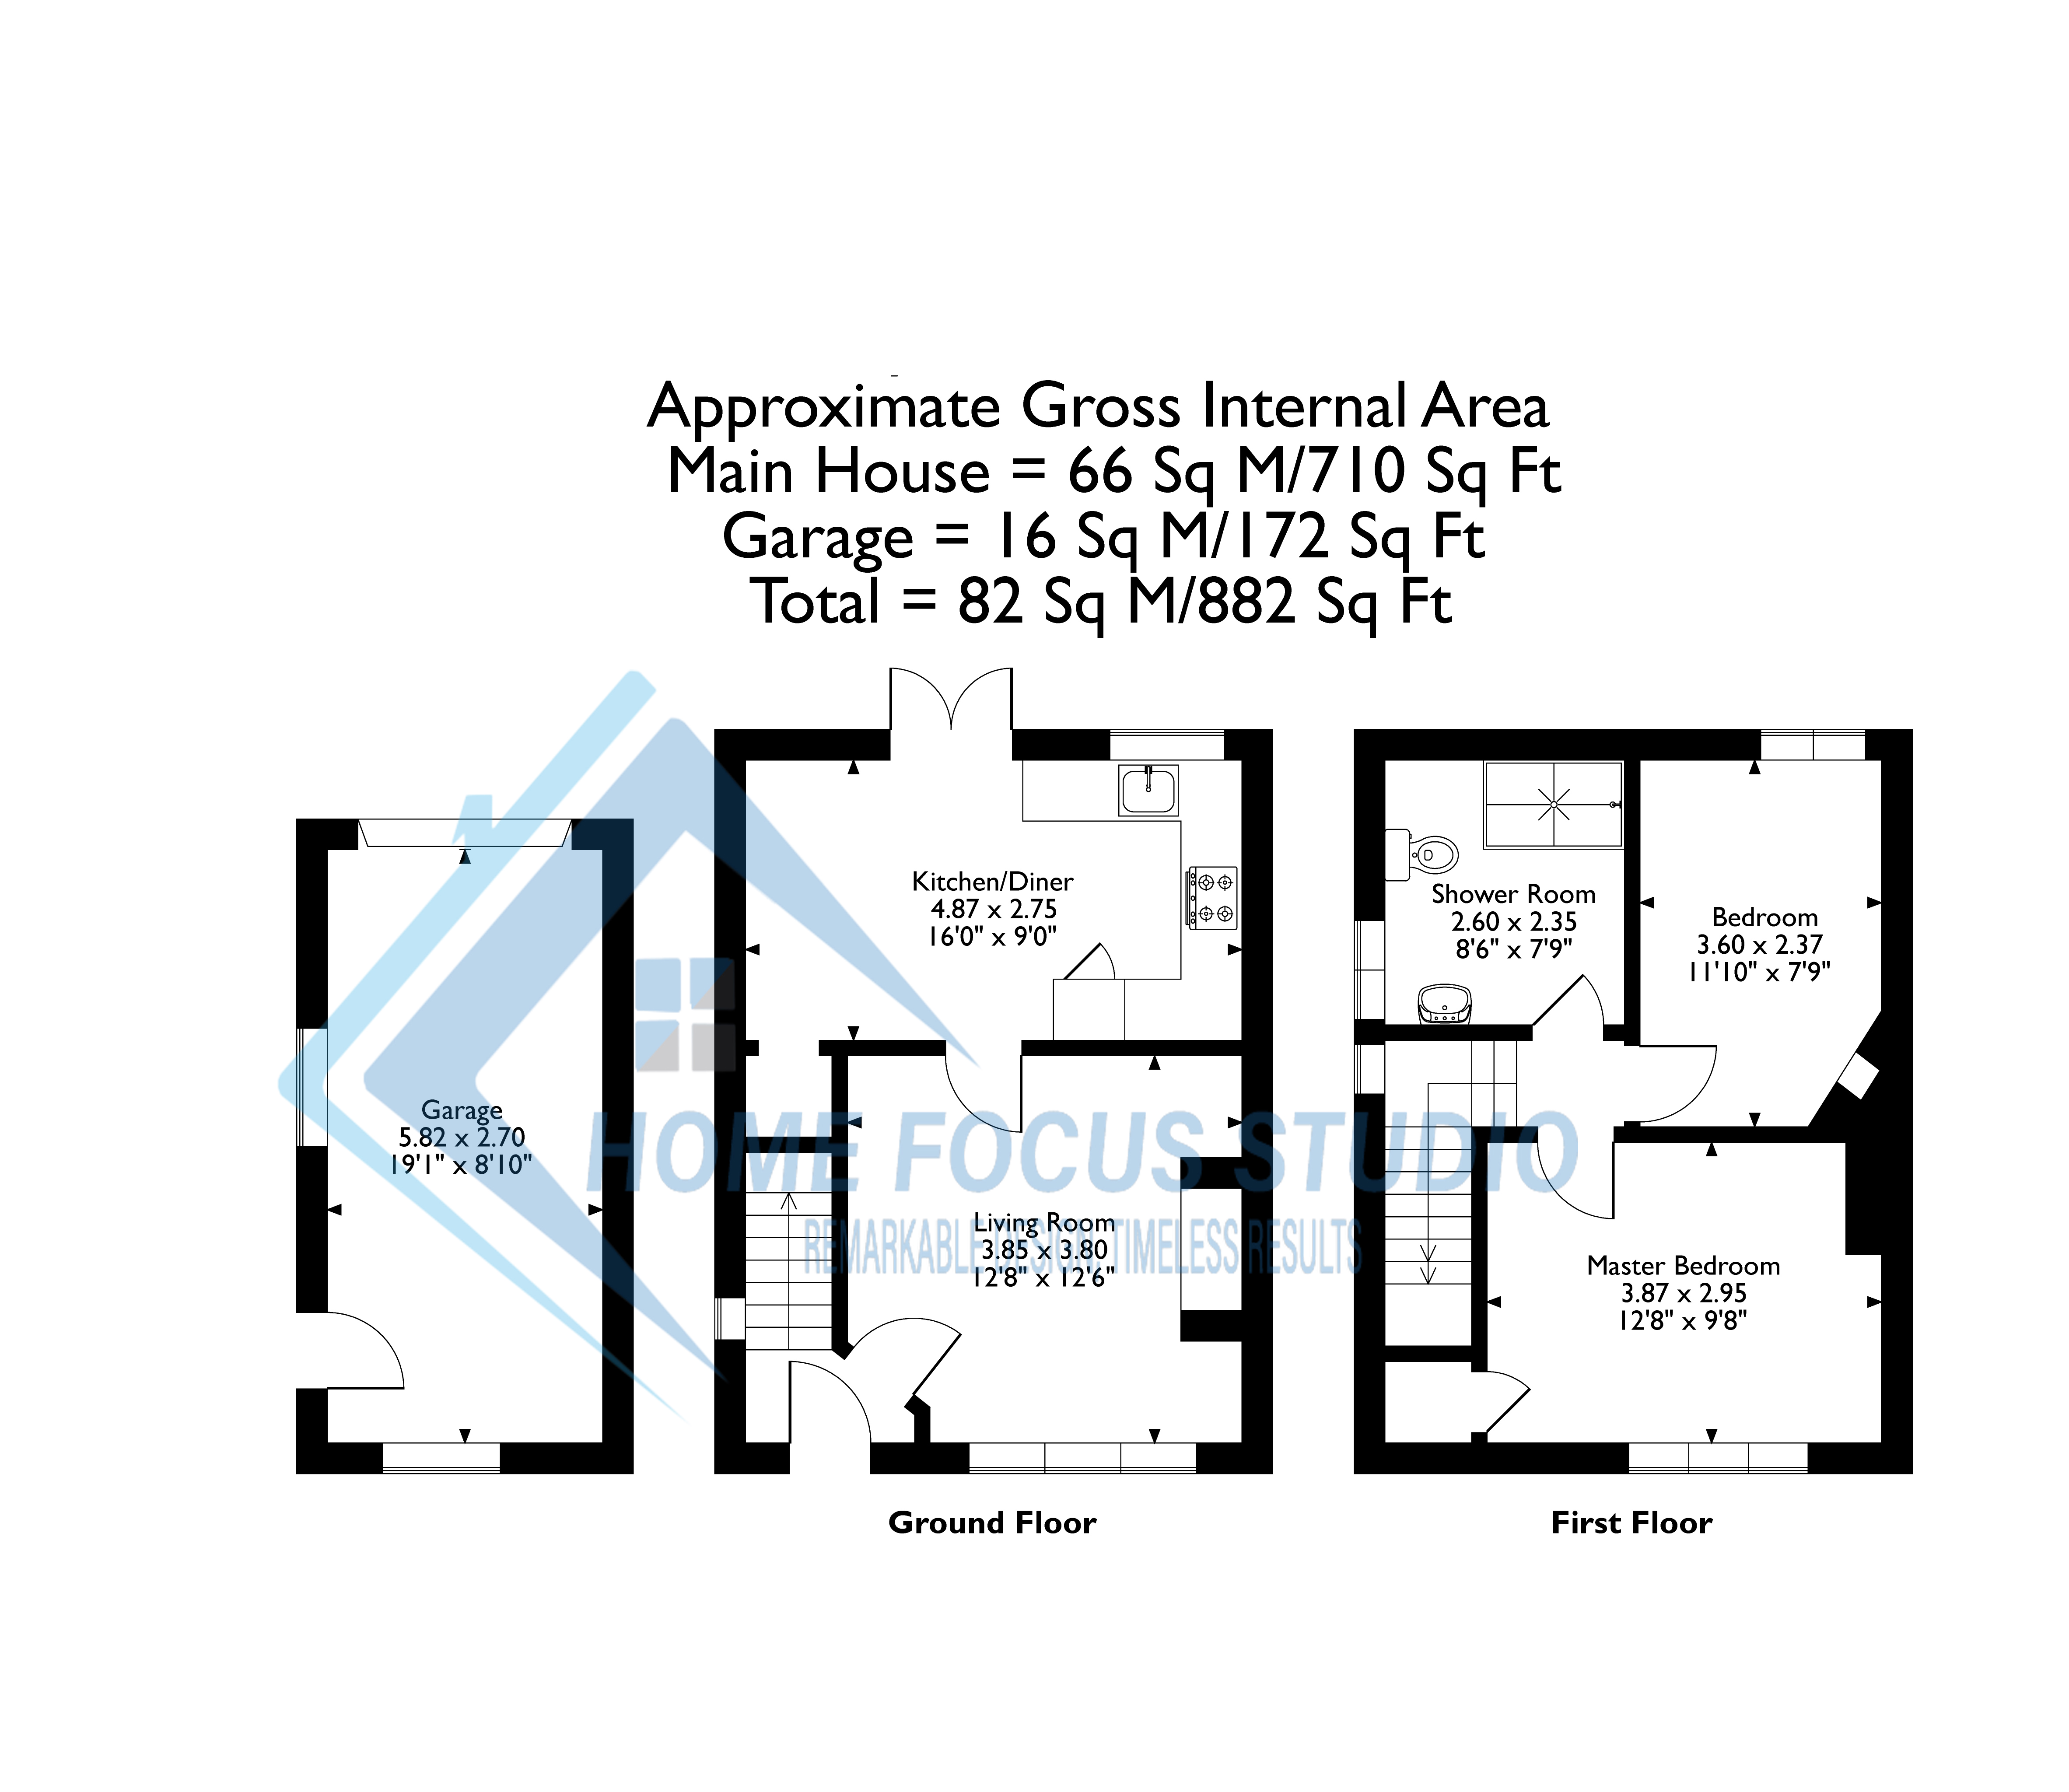 Approximate Gross Internal Area
Main House = 66 Sq M/710 Sq Ft
Garage = 16 Sq M/172 Sq Ft
Total = 82 Sq M/882 Sq Ft
Garage
5.82 x 2.70
19'1" x 8'10"
Kitchen/Diner
4.87 x 2.75
16'0" x 9'0"
Living Room
3.85 x 3.80
12'8" x 12'6"
Ground Floor
Shower Room
2.60 x 2.35
8'6" x 7'9"
Bedroom
3.60 x 2.37
11'10" x 7'9"
Master Bedroom
3.87 x 2.95
12'8" x 9'8"
First Floor
HOME FOCUS STUDIO
REMARKABLE DESIGN, TIMELESS RESULTS